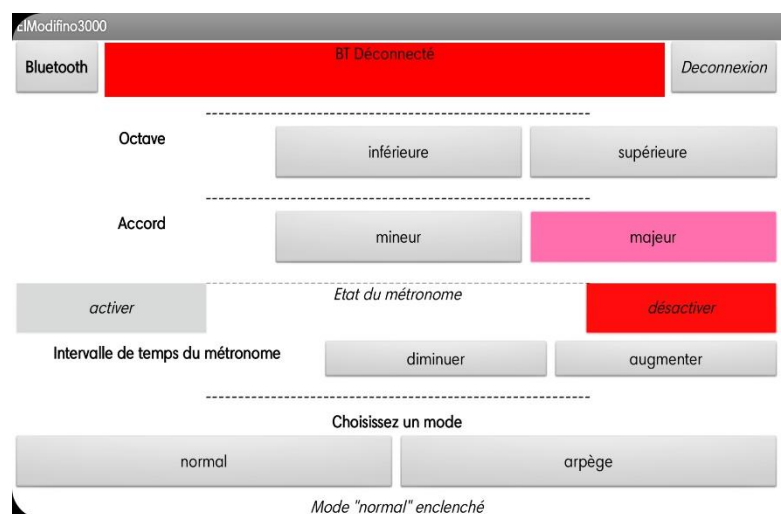 ElModifino3000
Bluetooth BT Déconnecté Deconnexion
Octave inférieure supérieure
Accord mineur majeur
activer Etat du métronome désactiver
Intervalle de temps du métronome diminuer augmenter
Choisissez un mode
normal arpège
Mode "normal" enclenché